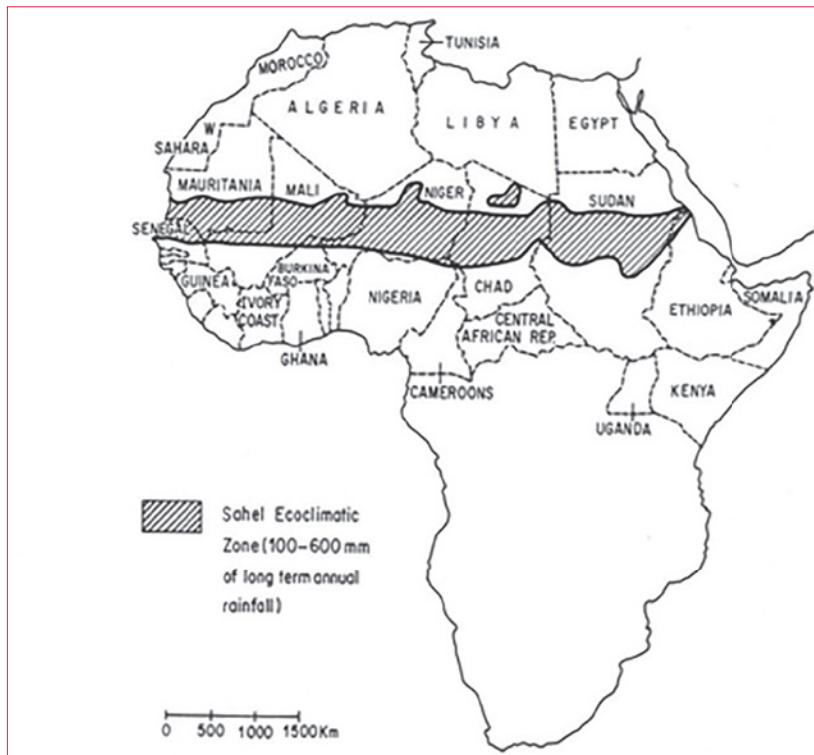 TUNISIA
MOROCCO
ALGERIA
LIBYA
EGYPT
W
SAHARA
MAURITANIA
MALI
NIGER
SUDAN
SENEGAL
GUINEA
BURKINA
FASO
IVORY
COAST
GHANA
NIGERIA
CHAD
CENTRAL
AFRICAN REP.
CAMEROONS
ETHIOPIA
SOMALIA
KENYA
UGANDA
Sahel Ecoclimatic
Zone (100-600 mm
of long term annual
rainfall)
0 500 1000 1500Km